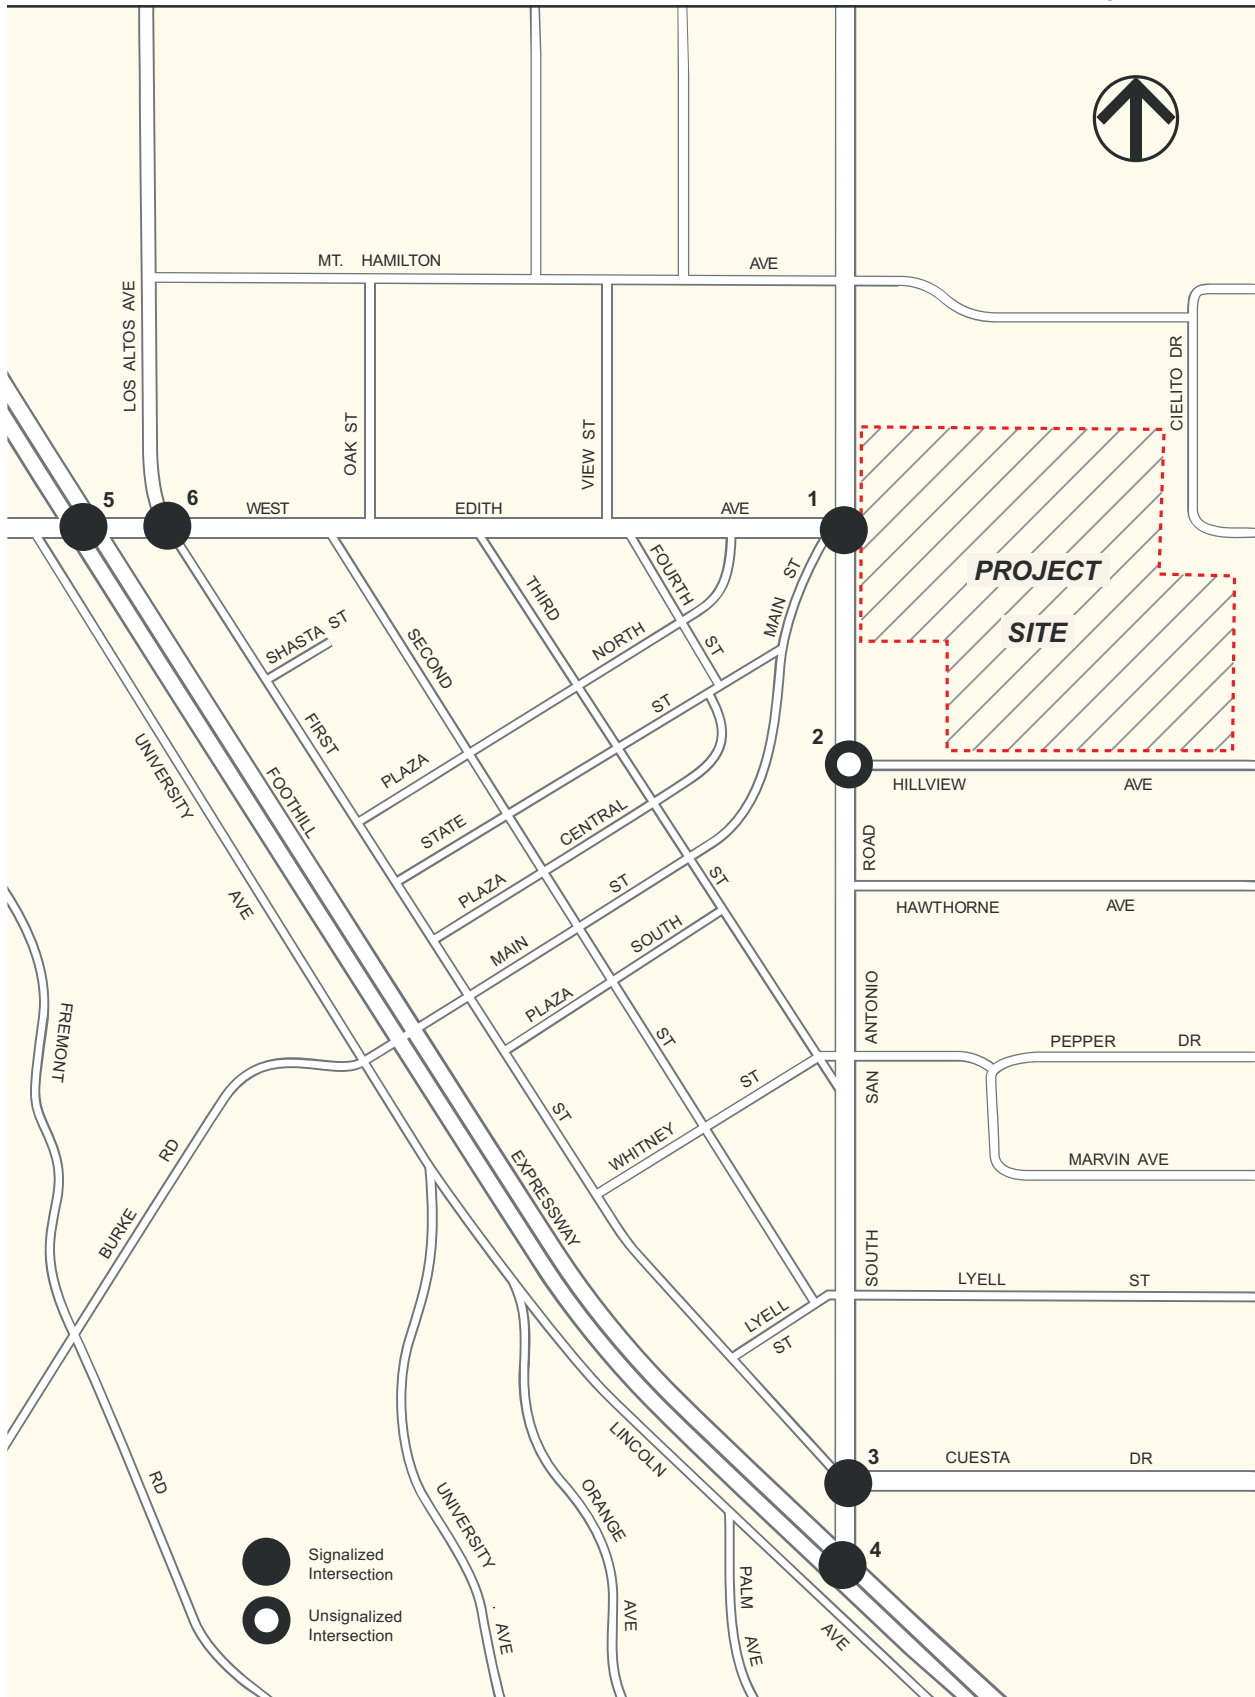 MT. HAMILTON AVE
LOS ALTOS AVE
OAK ST
VIEW ST
CIELITO DR
5
6
WEST EDITH AVE
1
PROJECT
SITE
FOURTH ST
MAIN ST
THIRD ST
SHASTA ST
SECOND ST
PLAZA NORTH
FIRST ST
UNIVERSITY AVE
FOOTHILL EXPRESSWAY
STATE ST
2
HILLVIEW AVE
PLAZA CENTRAL
MAIN ST
PLAZA SOUTH
HAWTHORNE AVE
SOUTH SAN ANTONIO ROAD
FREMONT RD
BURKE RD
PEPPER DR
WHITNEY ST
MARVIN AVE
LYELL ST
LYELL ST
3
CUESTA DR
4
LINCOLN AVE
UNIVERSITY . AVE
ORANGE AVE
PALM AVE
Signalized
Intersection
Unsignalized
Intersection